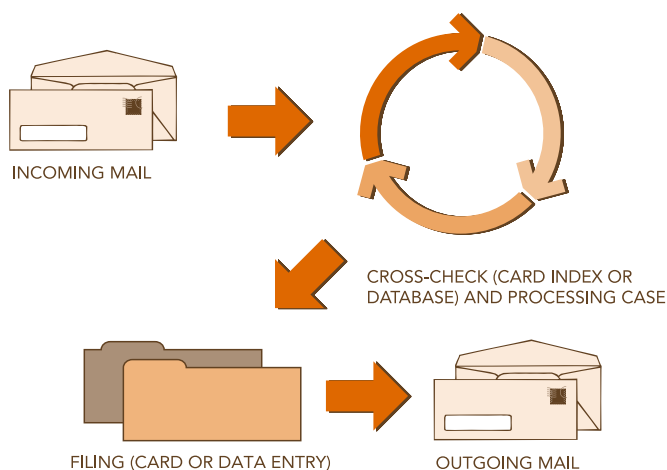 INCOMING MAIL
CROSS-CHECK (CARD INDEX OR
DATABASE) AND PROCESSING CASE
FILING (CARD OR DATA ENTRY)
OUTGOING MAIL